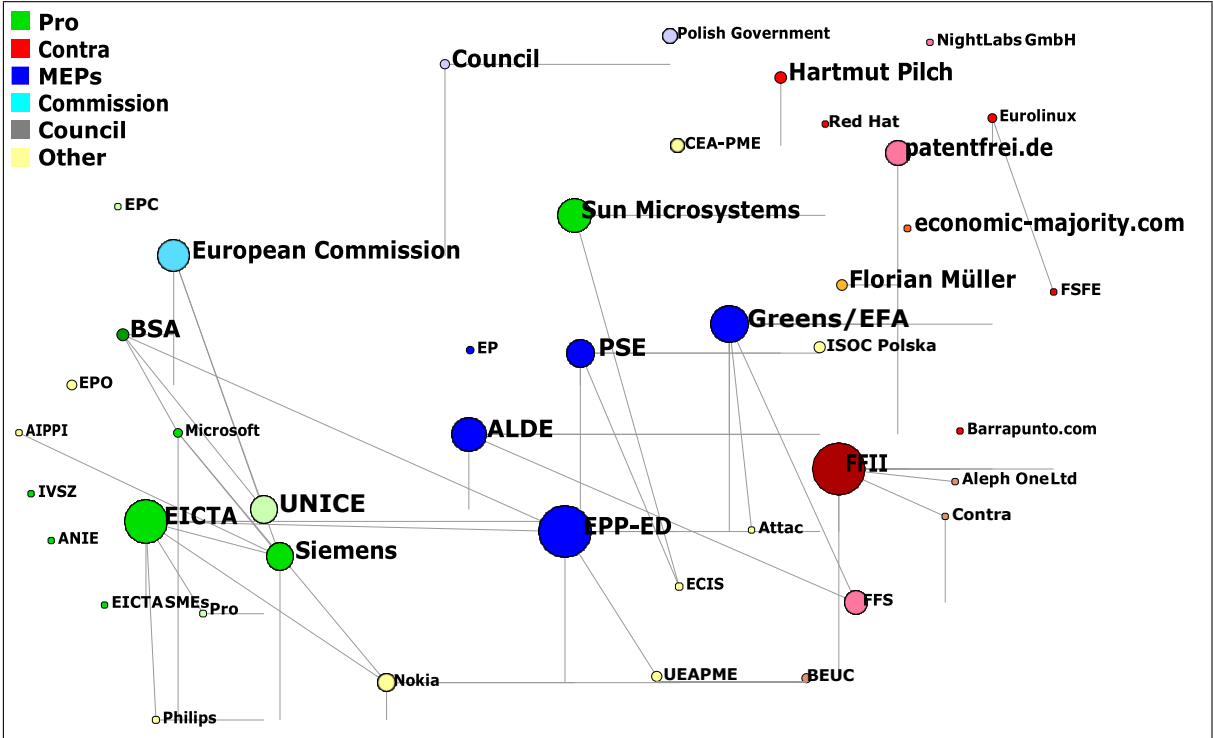 Pro
Contra
MEPs
Commission
Council
Other
Polish Government
NightLabs GmbH
Council
Hartmut Pilch
Red Hat
Eurolinux
CEA-PME
patentfrei.de
EPC
Sun Microsystems
economic-majority.com
European Commission
Florian Müller
FSFE
BSA
Greens/EFA
EP
PSE
ISOC Polska
EPO
AIPPI
Microsoft
ALDE
Barrapunto.com
FFII
Aleph One Ltd
IVSZ
UNICE
EICTA
Contra
EPP-ED
Attac
ANIE
Siemens
ECIS
EICTA SMEs
Pro
FFS
Nokia
UEAPME
BEUC
Philips